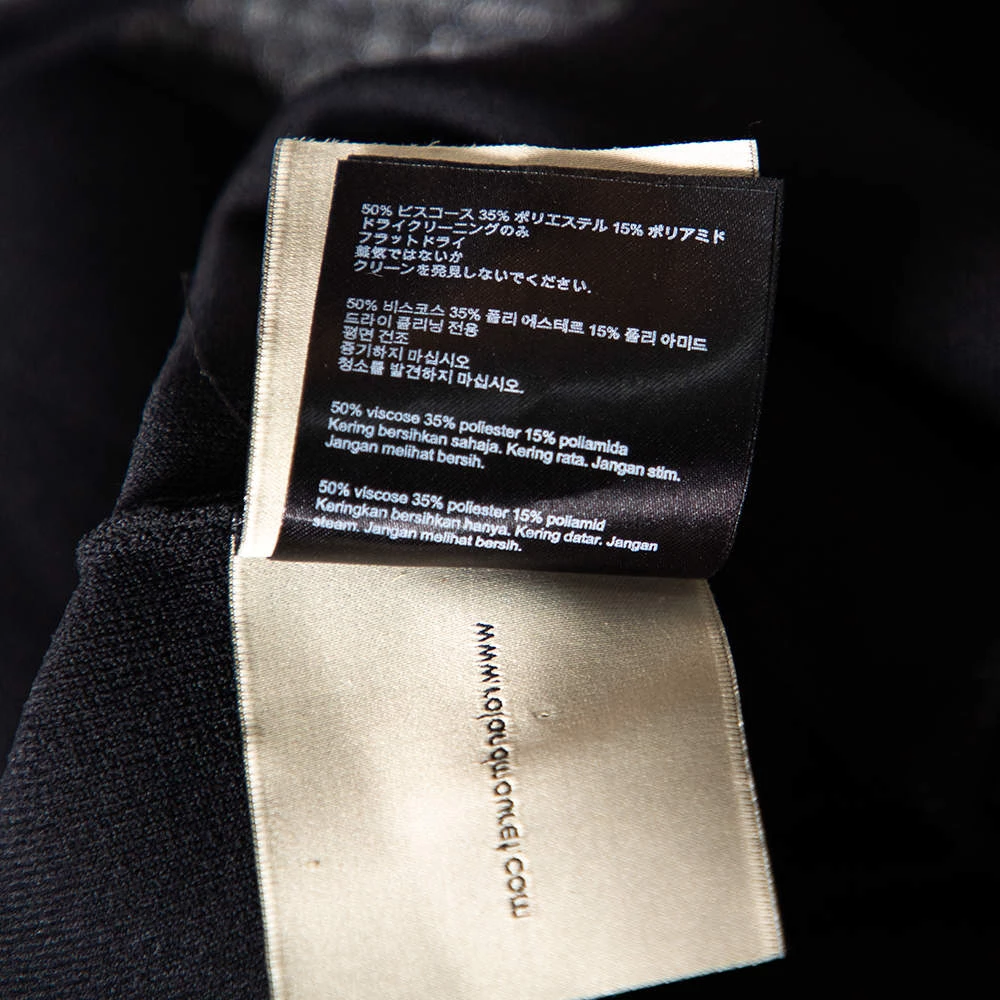 50% ビスコース 35% ポリエステル 15% ポリアミド
ドライクリーニングのみ
フラットドライ
蒸気ではないか
クリーンを発見しないでください.
50% 비스코스 35% 폴리 에스테르 15% 폴리 아미드
드라이 클리닝 전용
평면 건조
증기하지 마십시오
청소를 발견하지 마십시오.
50% viscose 35% poliester 15% poliamida
Kering bersihkan sahaja. Kering rata. Jangan stim.
Jangan melihat bersih.
50% viscose 35% poliester 15% poliamid
Keringkan bersihkan hanya. Kering datar. Jangan
steam. Jangan melihat bersih.
www.rolandmouret.com